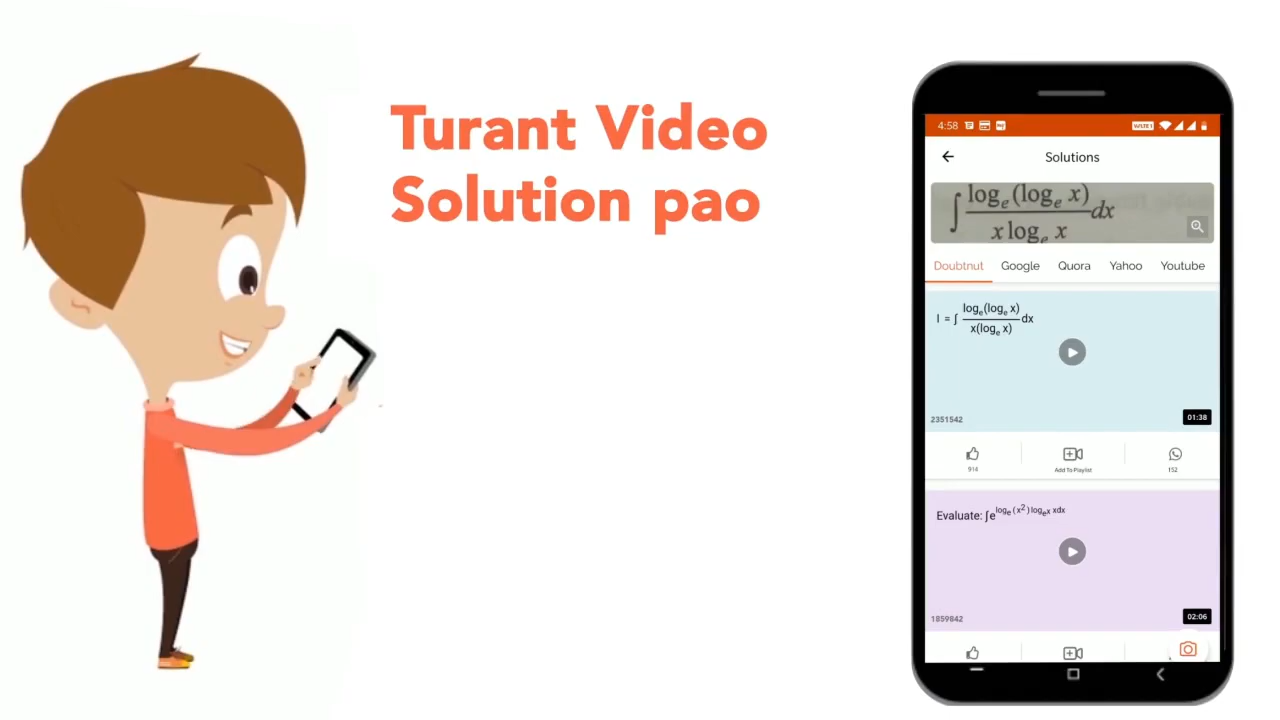 Turant Video
Solution pao
4:58
Solutions
∫ logₑ(logₑ x) / x logₑ x dx
Doubtnut Google Quora Yahoo Youtube
I = ∫ logₑ(logₑ x) / x(logₑ x) dx
2351542 01:38
914 Add To Playlist 152
Evaluate: ∫e^logₑ(x²)logₑx xdx
1859842 02:06